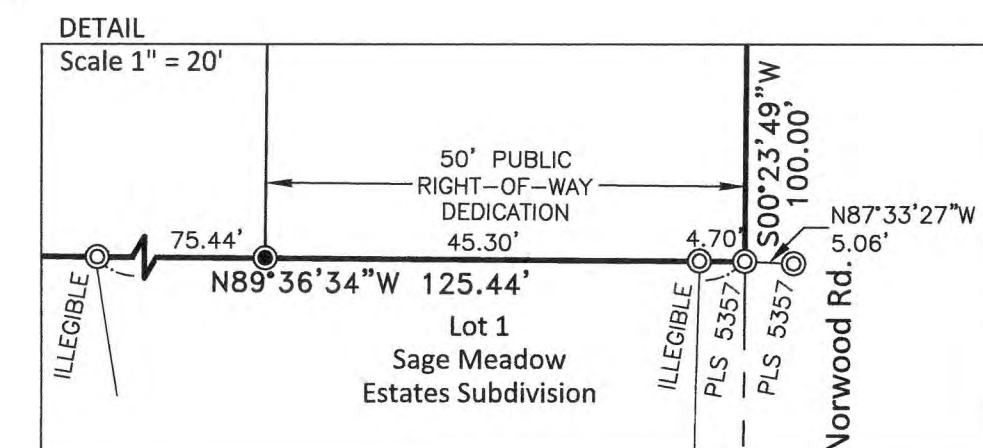 DETAIL
Scale 1" = 20'
50' PUBLIC
RIGHT-OF-WAY
DEDICATION
S00°23'49"W
100.00'
N87°33'27"W
5.06'
75.44'
45.30'
4.70'
N89°36'34"W 125.44'
ILLEGIBLE
Lot 1
Sage Meadow
Estates Subdivision
ILLEGIBLE
PLS 5357
PLS 5357
Norwood Rd.